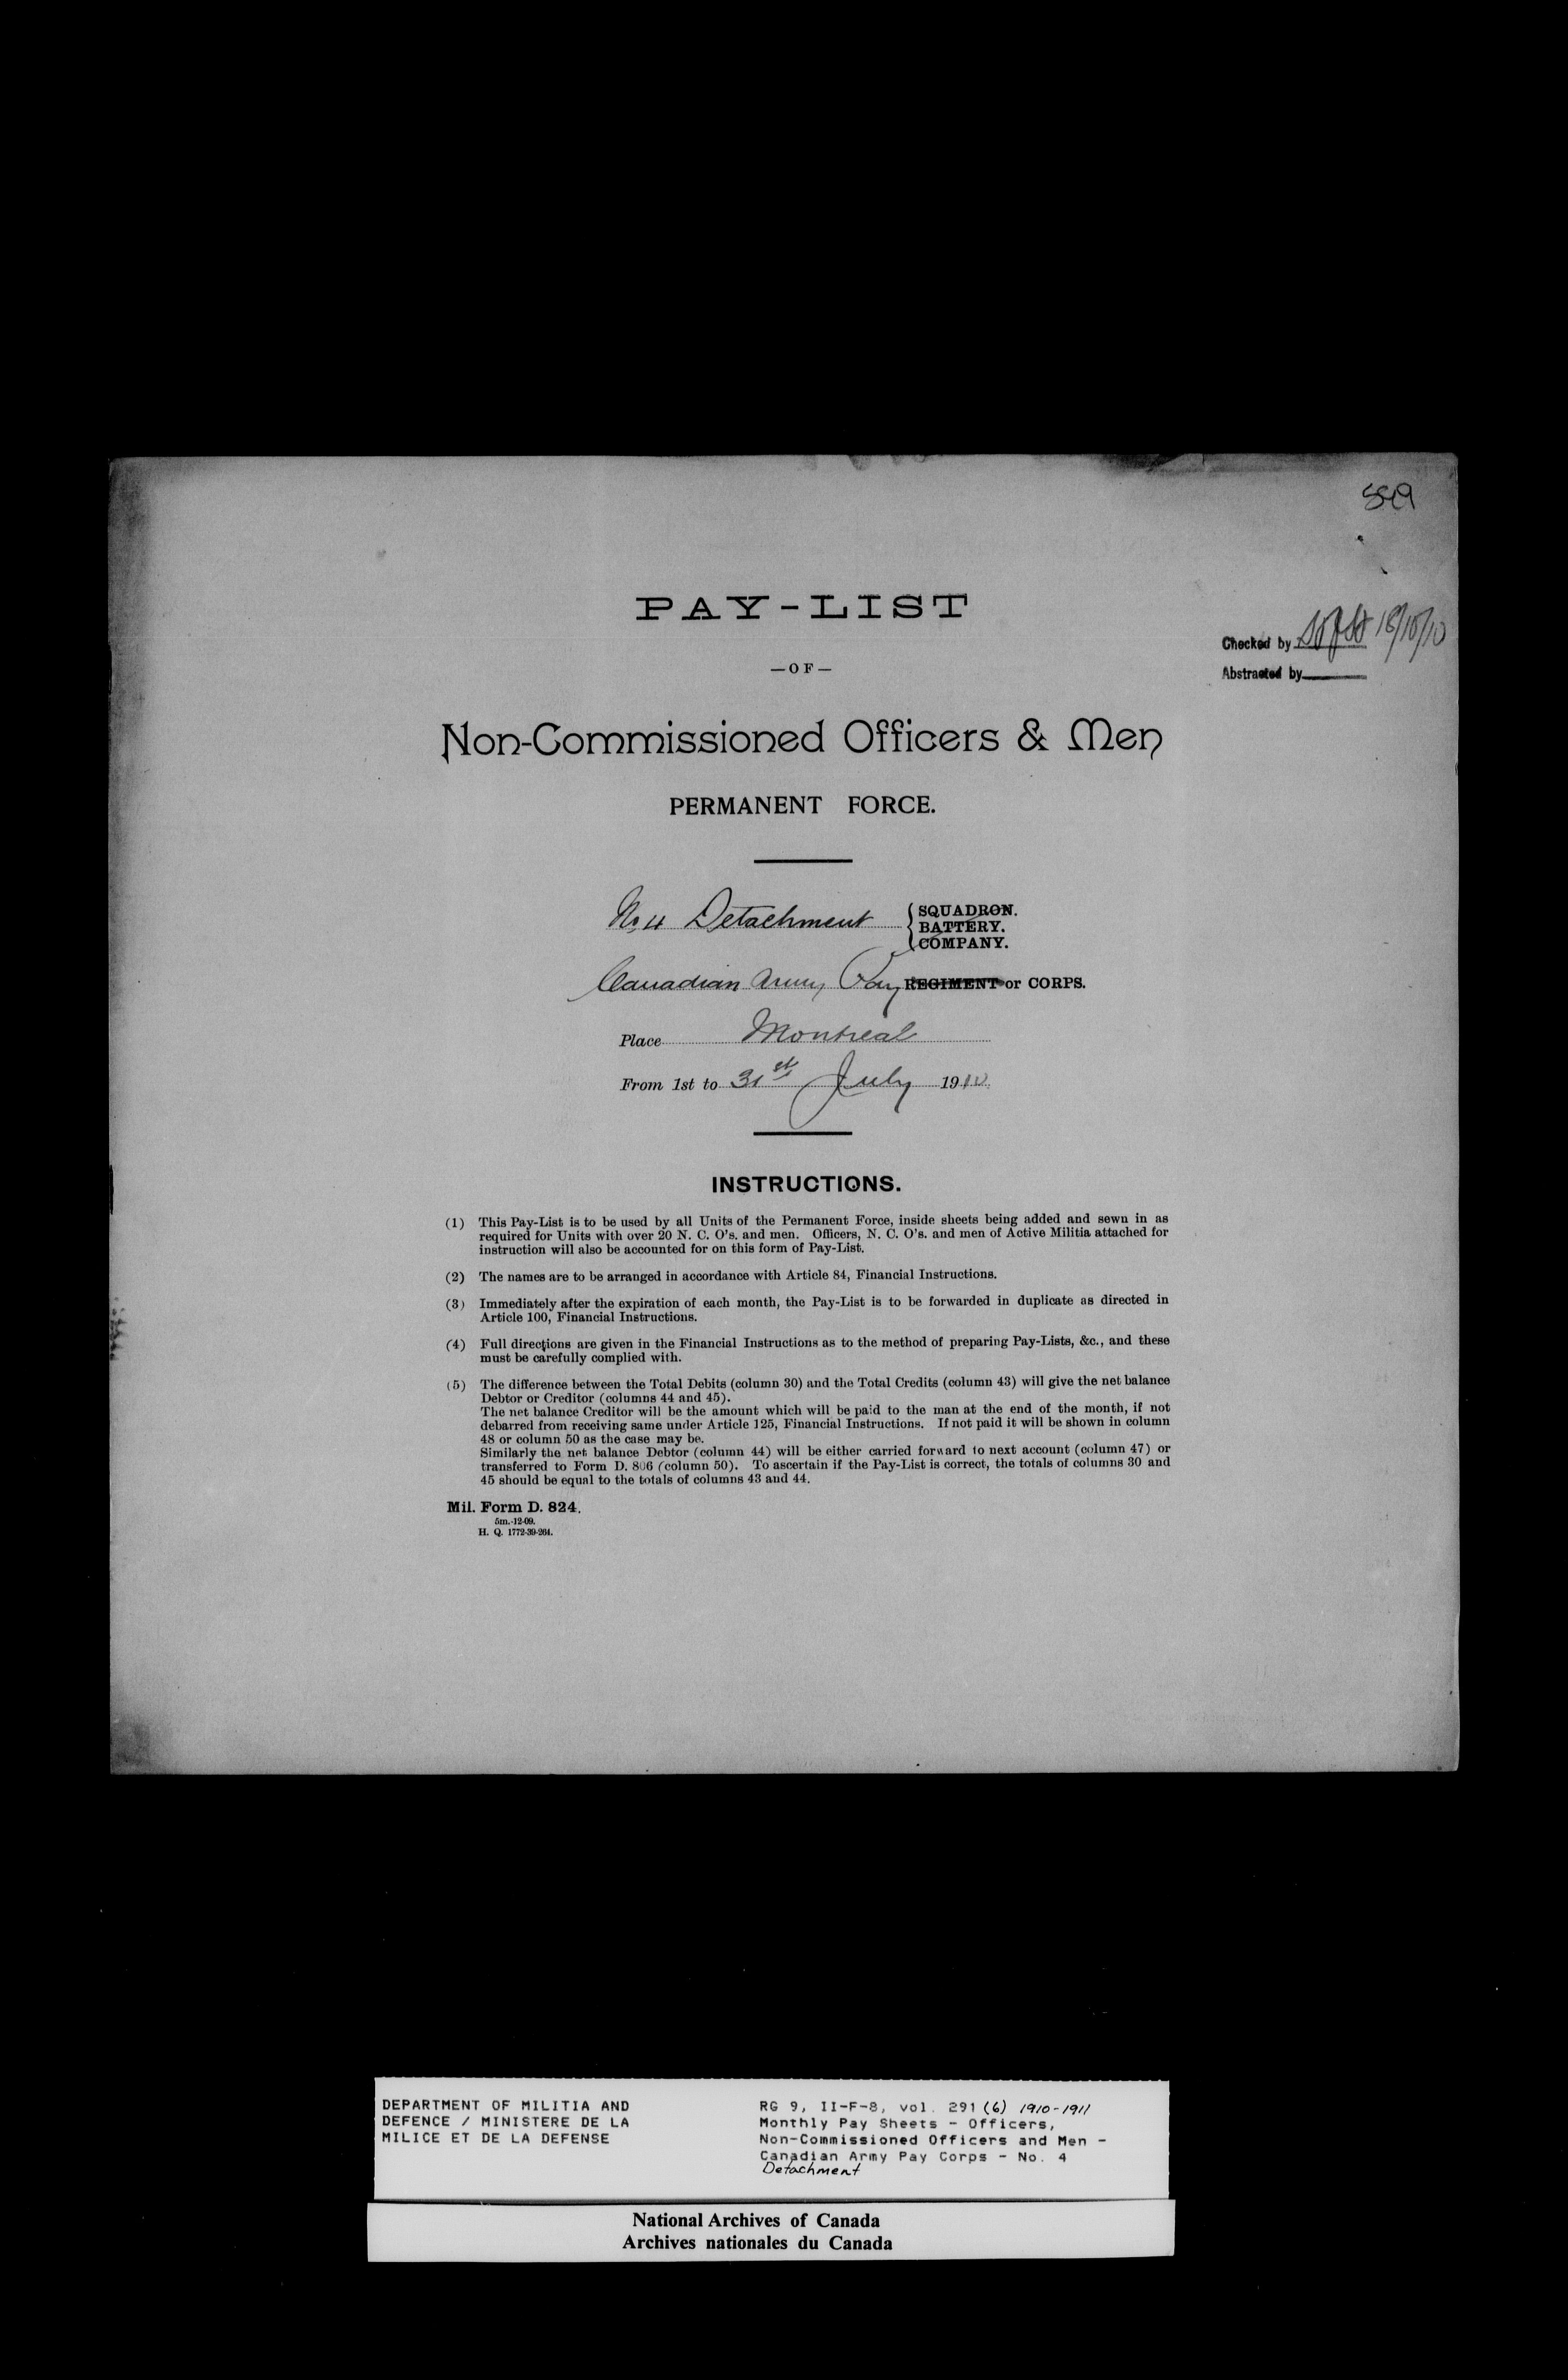 PAY-LIST
Checked by 18/10/10
—OF—
Abstracted by
Non-Commissioned Officers & Men
PERMANENT FORCE.
No 4 Detachment
SQUADRON.
BATTERY.
COMPANY.
Canadian Army Pay REGIMENT or CORPS.
Place Montreal
From 1st to 31st July 1910
INSTRUCTIONS.
(1) This Pay-List is to be used by all Units of the Permanent Force, inside sheets being added and sewn in as
required for Units with over 20 N. C. O's. and men. Officers, N. C. O's. and men of Active Militia attached for
instruction will also be accounted for on this form of Pay-List.
(2) The names are to be arranged in accordance with Article 84, Financial Instructions.
(3) Immediately after the expiration of each month, the Pay-List is to be forwarded in duplicate as directed in
Article 100, Financial Instructions.
(4) Full directions are given in the Financial Instructions as to the method of preparing Pay-Lists, &c., and these
must be carefully complied with.
(5) The difference between the Total Debits (column 30) and the Total Credits (column 43) will give the net balance
Debtor or Creditor (columns 44 and 45).
The net balance Creditor will be the amount which will be paid to the man at the end of the month, if not
debarred from receiving same under Article 125, Financial Instructions. If not paid it will be shown in column
48 or column 50 as the case may be.
Similarly the net balance Debtor (column 44) will be either carried forward to next account (column 47) or
transferred to Form D. 806 (column 50). To ascertain if the Pay-List is correct, the totals of columns 30 and
45 should be equal to the totals of columns 43 and 44.
Mil. Form D. 824.
5m.-12-09.
H. Q. 1772-39-264.
DEPARTMENT OF MILITIA AND
DEFENCE / MINISTERE DE LA
MILICE ET DE LA DEFENSE
RG 9, II-F-8, vol. 291 (6) 1910-1911
Monthly Pay Sheets - Officers,
Non-Commissioned Officers and Men -
Canadian Army Pay Corps - No. 4
Detachment
National Archives of Canada
Archives nationales du Canada